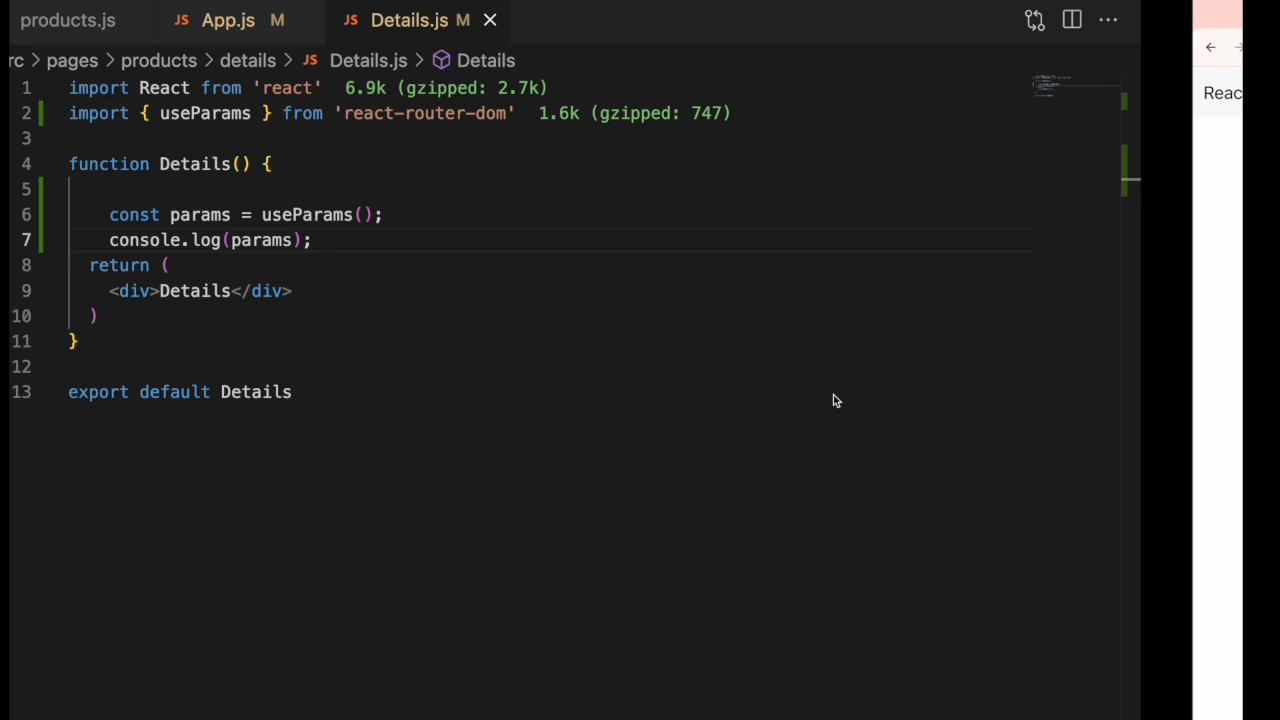 products.js JS App.js M JS Details.js M
rc > pages > products > details > JS Details.js > Details
1 import React from 'react' 6.9k (gzipped: 2.7k)
2 import { useParams } from 'react-router-dom' 1.6k (gzipped: 747)
3
4 function Details() {
5
6 const params = useParams();
7 console.log(params);
8 return (
9 <div>Details</div>
10 )
11 }
12
13 export default Details
Reac